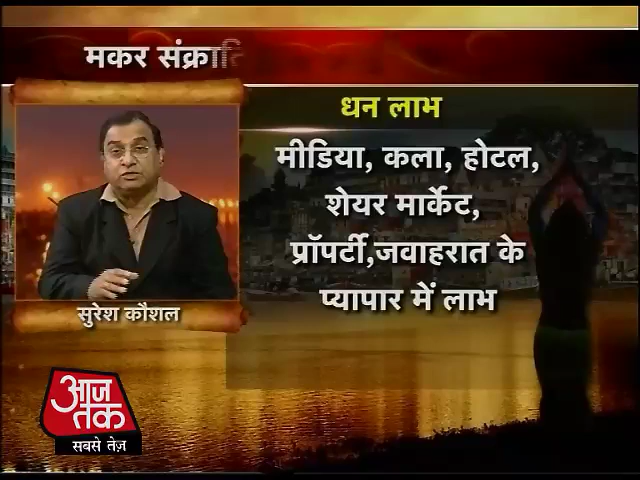 मकर संक्राति
धन लाभ
मीडिया, कला, होटल,
शेयर मार्केट,
प्रॉपर्टी,जवाहरात के
प्यापार में लाभ
सुरेश कौशल
आज
तक
सबसे तेज़